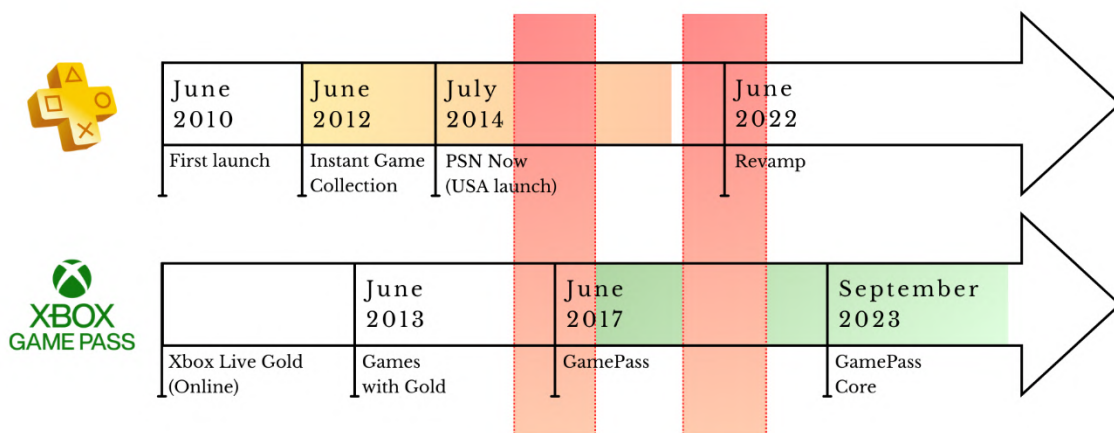 June
2010
June
2012
July
2014
June
2022
First launch
Instant Game
Collection
PSN Now
(USA launch)
Revamp
XBOX
GAME PASS
June
2013
June
2017
September
2023
Xbox Live Gold
(Online)
Games
with Gold
GamePass
GamePass
Core